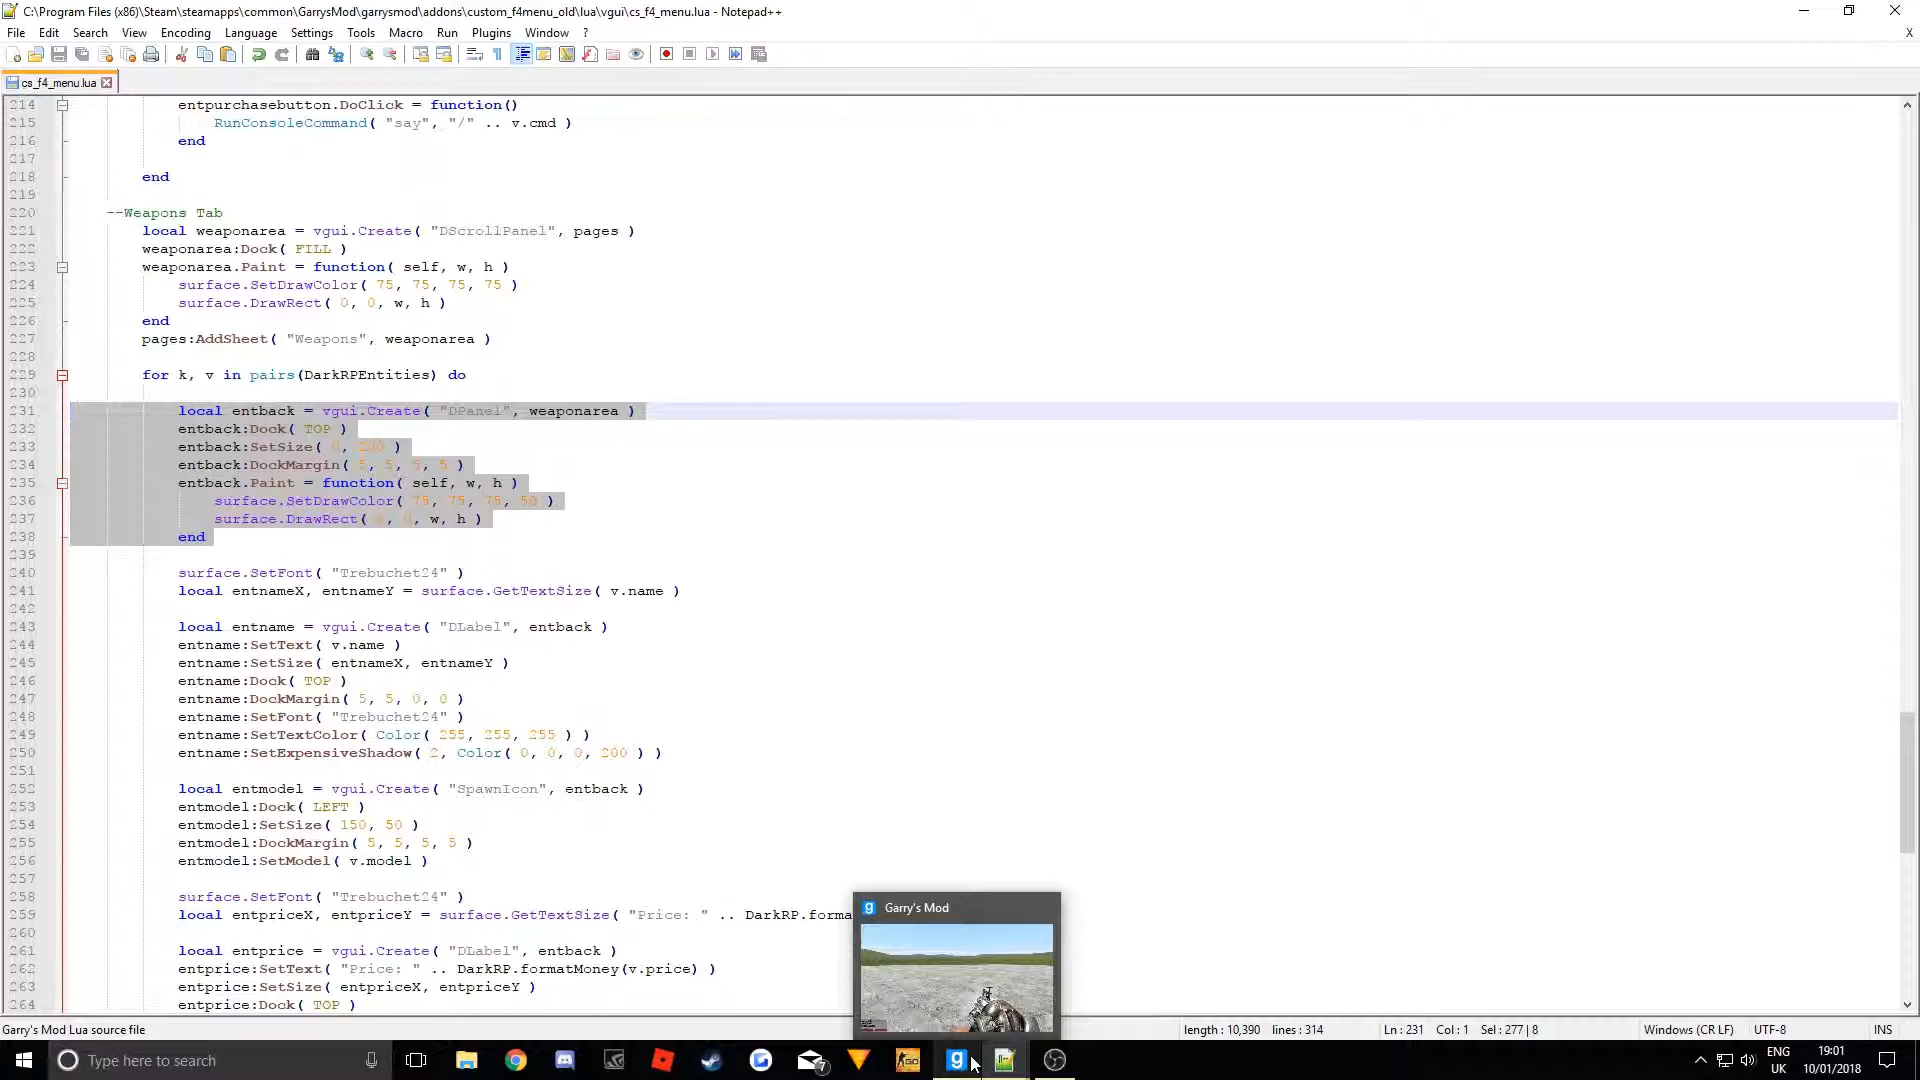 C:\Program Files (x86)\Steam\steamapps\common\GarrysMod\garrysmod\addons\custom_f4menu_old\lua\vgui\cs_f4_menu.lua - Notepad++
File Edit Search View Encoding Language Settings Tools Macro Run Plugins Window ? X
cs_f4_menu.lua
214 entpurchasebutton.DoClick = function()
215 RunConsoleCommand( "say", "/" .. v.cmd )
216 end
217
218 end
219
220 --Weapons Tab
221 local weaponarea = vgui.Create( "DScrollPanel", pages )
222 weaponarea:Dock( FILL )
223 weaponarea.Paint = function( self, w, h )
224 surface.SetDrawColor( 75, 75, 75, 75 )
225 surface.DrawRect( 0, 0, w, h )
226 end
227 pages:AddSheet( "Weapons", weaponarea )
228
229 for k, v in pairs(DarkRPEntities) do
230
231 local entback = vgui.Create( "DPanel", weaponarea )
232 entback:Dock( TOP )
233 entback:SetSize( 0, 200 )
234 entback:DockMargin( 5, 5, 5, 5 )
235 entback.Paint = function( self, w, h )
236 surface.SetDrawColor( 75, 75, 75, 50 )
237 surface.DrawRect( 0, 0, w, h )
238 end
239
240 surface.SetFont( "Trebuchet24" )
241 local entnameX, entnameY = surface.GetTextSize( v.name )
242
243 local entname = vgui.Create( "DLabel", entback )
244 entname:SetText( v.name )
245 entname:SetSize( entnameX, entnameY )
246 entname:Dock( TOP )
247 entname:DockMargin( 5, 5, 0, 0 )
248 entname:SetFont( "Trebuchet24" )
249 entname:SetTextColor( Color( 255, 255, 255 ) )
250 entname:SetExpensiveShadow( 2, Color( 0, 0, 0, 200 ) )
251
252 local entmodel = vgui.Create( "SpawnIcon", entback )
253 entmodel:Dock( LEFT )
254 entmodel:SetSize( 150, 50 )
255 entmodel:DockMargin( 5, 5, 5, 5 )
256 entmodel:SetModel( v.model )
257
258 surface.SetFont( "Trebuchet24" )
259 local entpriceX, entpriceY = surface.GetTextSize( "Price: " .. DarkRP.forma
260
261 local entprice = vgui.Create( "DLabel", entback )
262 entprice:SetText( "Price: " .. DarkRP.formatMoney(v.price) )
263 entprice:SetSize( entpriceX, entpriceY )
264 entprice:Dock( TOP )
g Garry's Mod
Garry's Mod Lua source file length : 10,390 lines : 314 Ln : 231 Col : 1 Sel : 277 | 8 Windows (CR LF) UTF-8 INS
Type here to search 7 GO g ENG UK 19:01 10/01/2018